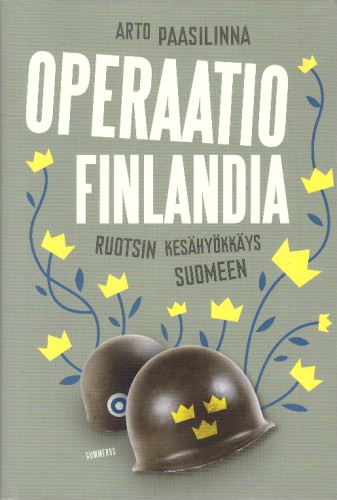 ARTO PAASILINNA
OPERAATIO
FINLANDIA
RUOTSIN KESÄHYÖKKÄYS
SUOMEEN
GUMMERUS